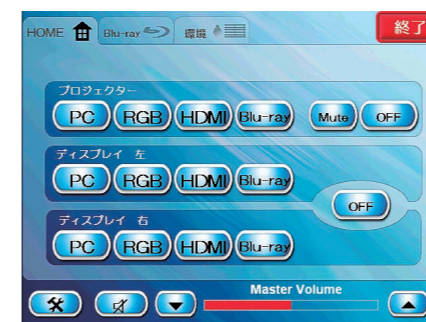 HOME Blu-ray 環境 終了
プロジェクター
PC RGB HDMI Blu-ray Mute OFF
ディスプレイ 左
PC RGB HDMI Blu-ray
OFF
ディスプレイ 右
PC RGB HDMI Blu-ray
Master Volume